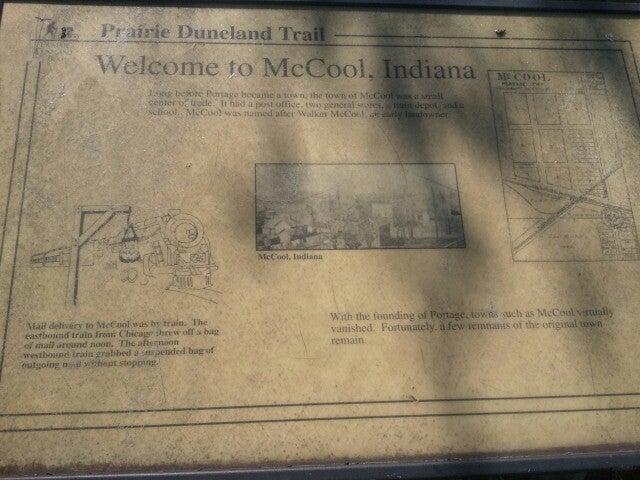 Prairie Duneland Trail
Welcome to McCool, Indiana
Long before Portage became a town, the town of McCool was a small
center of trade. It had a post office, two general stores, a train depot, and a
school. McCool was named after Walker McCool, an early landowner.
McCOOL
McCool, Indiana
Mail delivery to McCool was by train. The
eastbound train from Chicago threw off a bag
of mail around noon. The afternoon
westbound train grabbed a suspended bag of
outgoing mail without stopping.
With the founding of Portage, towns such as McCool virtually
vanished. Fortunately, a few remnants of the original town
remain.